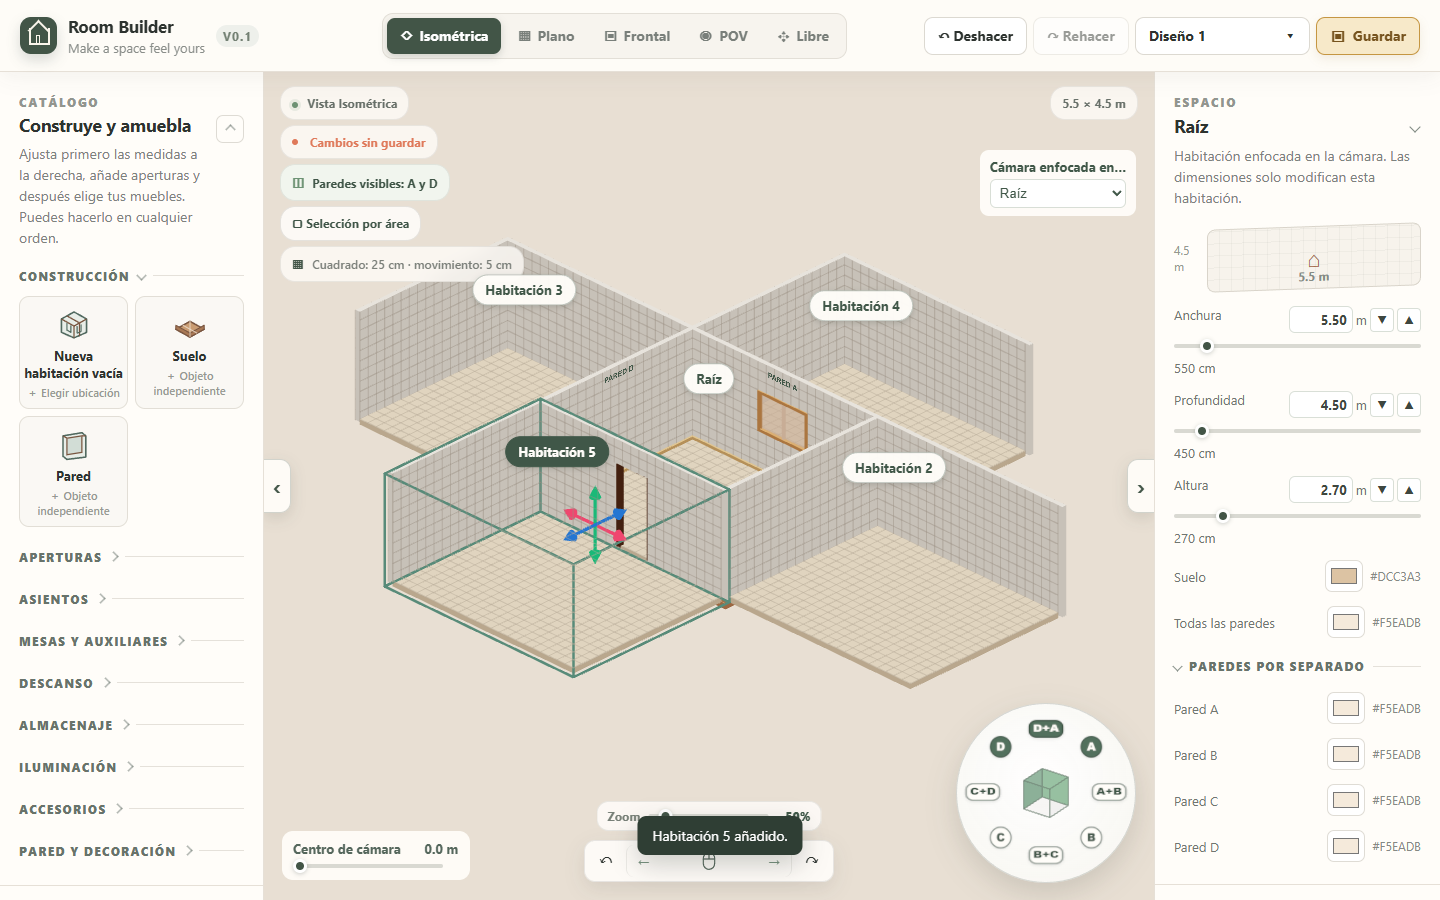 Room Builder
Make a space feel yours
V0.1
Isométrica
Plano
Frontal
POV
Libre
Deshacer
Rehacer
Diseño 1
Guardar
CATÁLOGO
Construye y amuebla
Ajusta primero las medidas a
la derecha, añade aperturas y
después elige tus muebles.
Puedes hacerlo en cualquier
orden.
CONSTRUCCIÓN
Nueva
habitación vacía
+ Elegir ubicación
Suelo
+ Objeto
independiente
Pared
+ Objeto
independiente
APERTURAS
ASIENTOS
MESAS Y AUXILIARES
DESCANSO
ALMACENAJE
ILUMINACIÓN
ACCESORIOS
PARED Y DECORACIÓN
Vista Isométrica
Cambios sin guardar
Paredes visibles: A y D
Selección por área
Cuadrado: 25 cm · movimiento: 5 cm
5.5 × 4.5 m
Cámara enfocada en...
Raíz
Habitación 3
Habitación 4
PARED D
Raíz
PARED A
Habitación 5
Habitación 2
Centro de cámara
0.0 m
Zoom
50%
Habitación 5 añadido.
D+A
D
A
C+D
A+B
C
B
B+C
ESPACIO
Raíz
Habitación enfocada en la cámara. Las
dimensiones solo modifican esta
habitación.
4.5
m
5.5 m
Anchura
5.50 m
550 cm
Profundidad
4.50 m
450 cm
Altura
2.70 m
270 cm
Suelo
#DCC3A3
Todas las paredes
#F5EADB
PAREDES POR SEPARADO
Pared A
#F5EADB
Pared B
#F5EADB
Pared C
#F5EADB
Pared D
#F5EADB